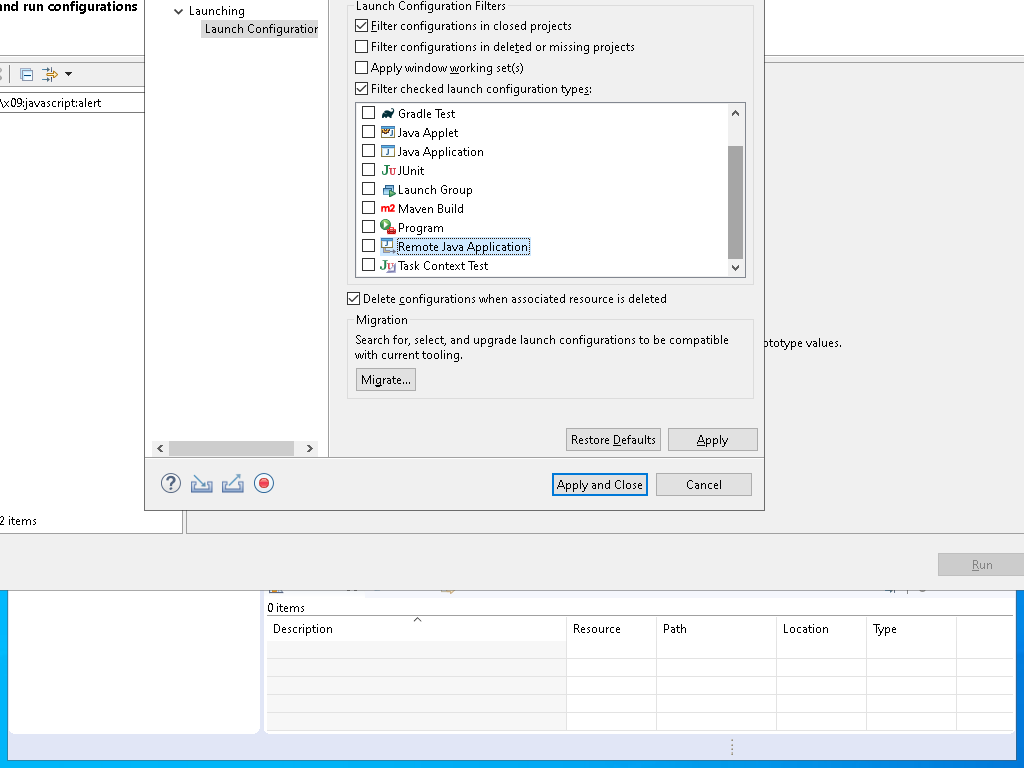 and run configurations
Launching
Launch Configuration
Launch Configuration Filters
Filter configurations in closed projects
Filter configurations in deleted or missing projects
Apply window working set(s)
Filter checked launch configuration types:
\x09:javascript:alert
Gradle Test
Java Applet
Java Application
JUnit
Launch Group
Maven Build
Program
Remote Java Application
Task Context Test
Delete configurations when associated resource is deleted
Migration
Search for, select, and upgrade launch configurations to be compatible
with current tooling.
ototype values.
Migrate...
Restore Defaults
Apply
Apply and Close
Cancel
2 items
Run
0 items
Description
Resource
Path
Location
Type